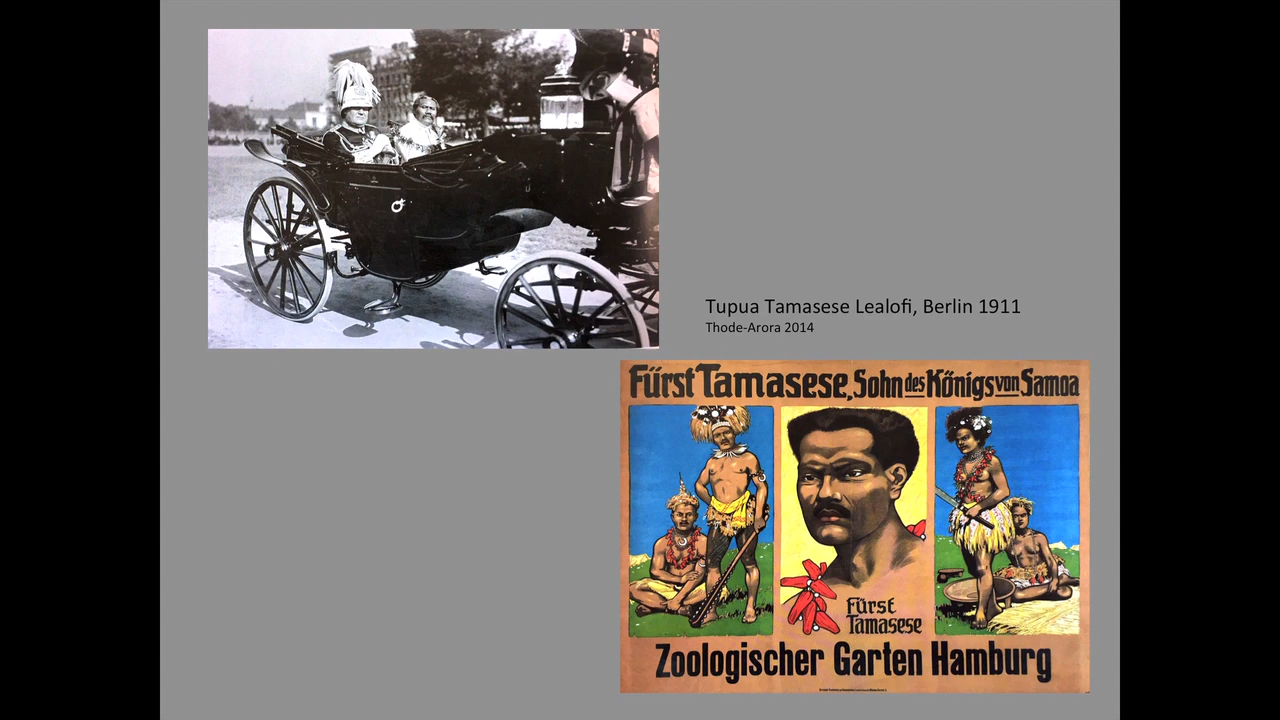 Tupua Tamasese Lealofi, Berlin 1911
Thode-Arora 2014
Fürst Tamasese, Sohn des Königs von Samoa
Fürst
Tamasese
Zoologischer Garten Hamburg